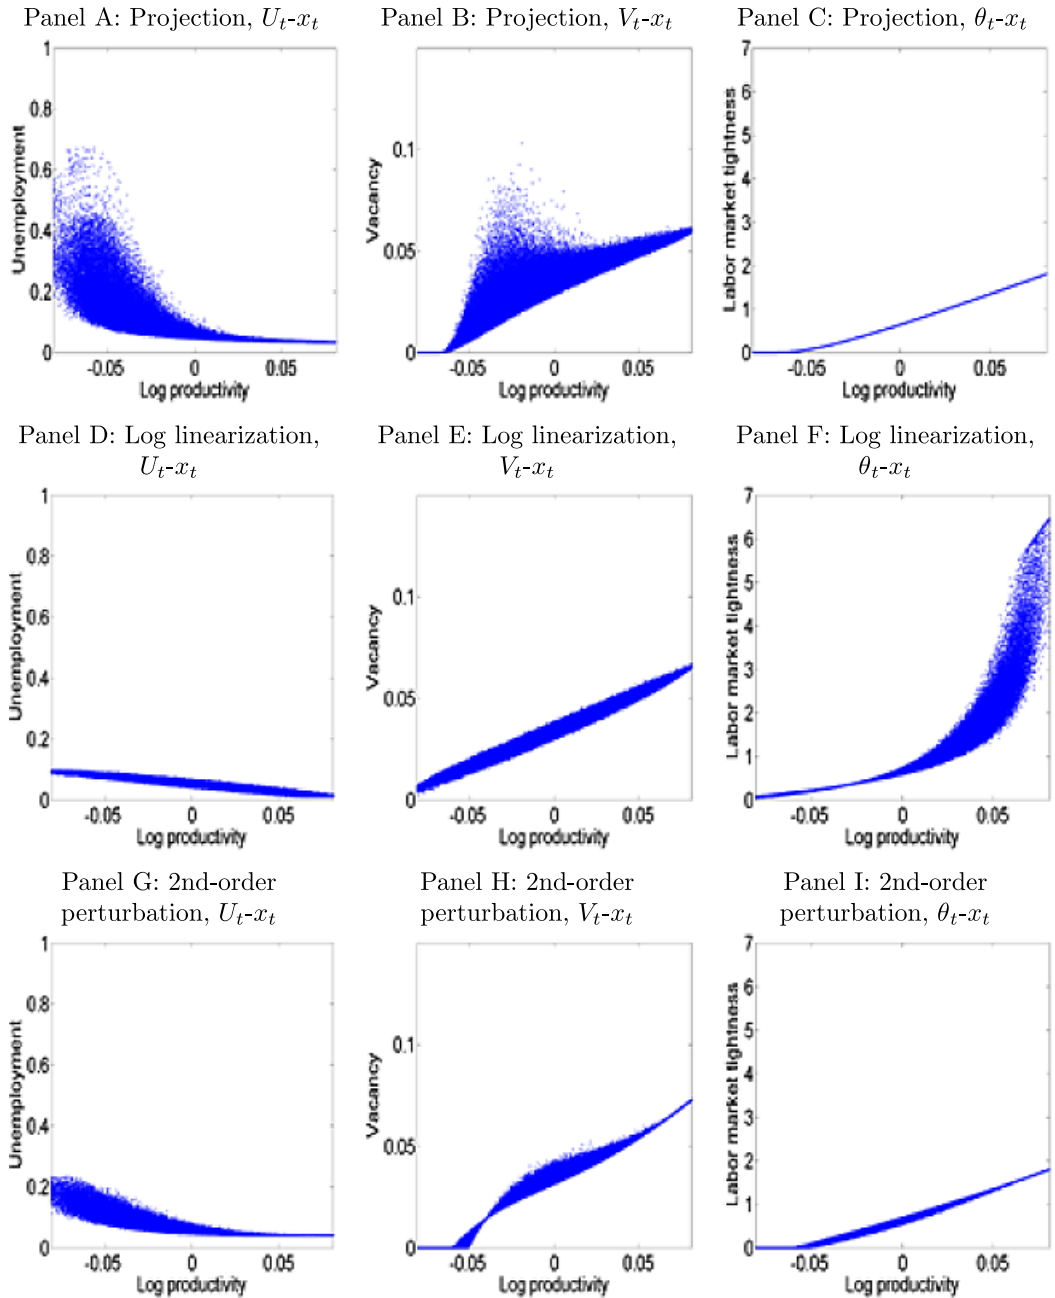 Panel A: Projection, Uₜ-xₜ
Panel B: Projection, Vₜ-xₜ
Panel C: Projection, θₜ-xₜ
Unemployment
1
0.8
0.6
0.4
0.2
0
-0.05
0
0.05
Log productivity
Vacancy
0.1
0.05
0
-0.05
0
0.05
Log productivity
Labor market tightness
7
6
5
4
3
2
1
0
-0.05
0
0.05
Log productivity
Panel D: Log linearization,
Uₜ-xₜ
Panel E: Log linearization,
Vₜ-xₜ
Panel F: Log linearization,
θₜ-xₜ
Unemployment
1
0.8
0.6
0.4
0.2
0
-0.05
0
0.05
Log productivity
Vacancy
0.1
0.05
0
-0.05
0
0.05
Log productivity
Labor market tightness
7
6
5
4
3
2
1
0
-0.05
0
0.05
Log productivity
Panel G: 2nd-order
perturbation, Uₜ-xₜ
Panel H: 2nd-order
perturbation, Vₜ-xₜ
Panel I: 2nd-order
perturbation, θₜ-xₜ
Unemployment
1
0.8
0.6
0.4
0.2
0
-0.05
0
0.05
Log productivity
Vacancy
0.1
0.05
0
-0.05
0
0.05
Log productivity
Labor market tightness
7
6
5
4
3
2
1
0
-0.05
0
0.05
Log productivity